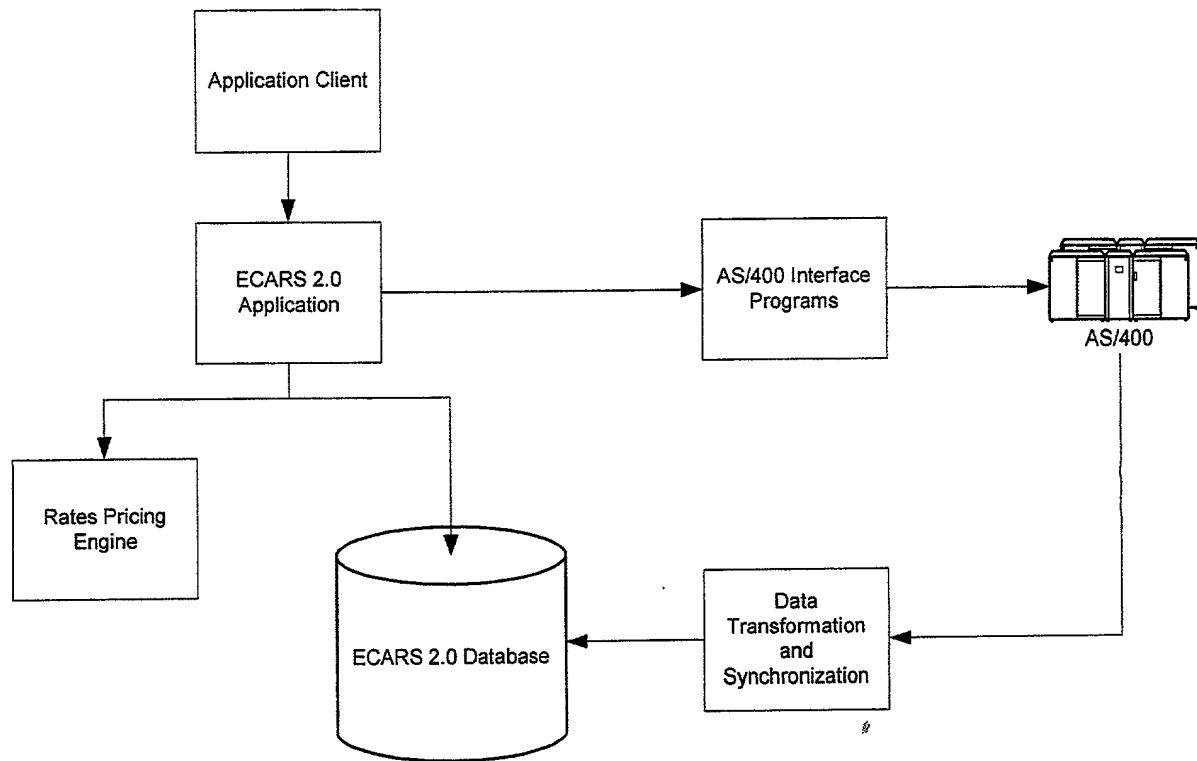 Application Client
ECARS 2.0
Application
AS/400 Interface
Programs
AS/400
Rates Pricing
Engine
ECARS 2.0 Database
Data
Transformation
and
Synchronization